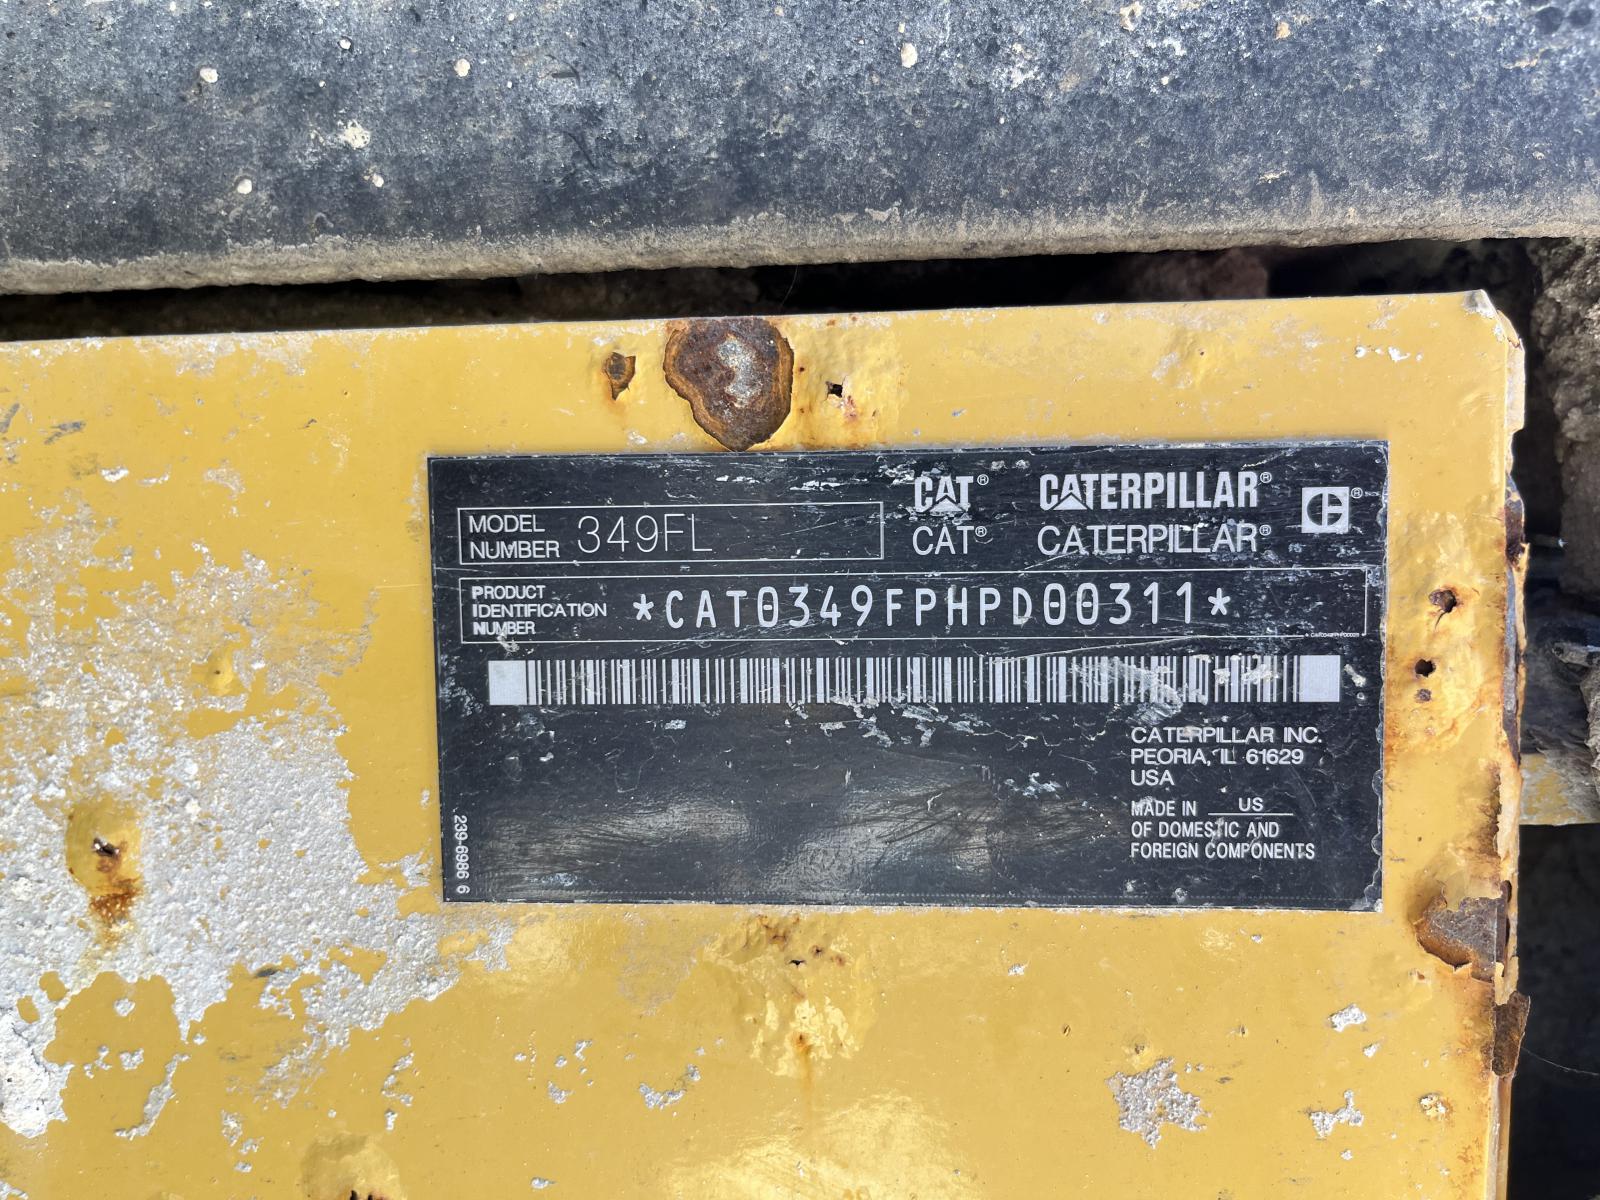 CAT® CATERPILLAR® ®
CAT® CATERPILLAR®
MODEL NUMBER 349FL
PRODUCT IDENTIFICATION NUMBER *CAT0349FPHPD00311*
CATERPILLAR INC.
PEORIA, IL 61629
USA
MADE IN US
OF DOMESTIC AND
FOREIGN COMPONENTS
239-6986 6